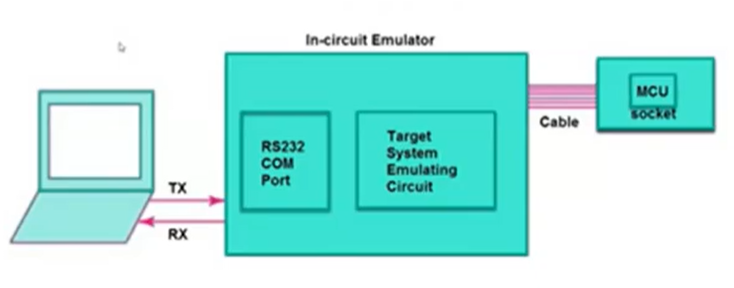 In-circuit Emulator
MCU
socket
Cable
RS232
COM
Port
Target
System
Emulating
Circuit
TX
RX